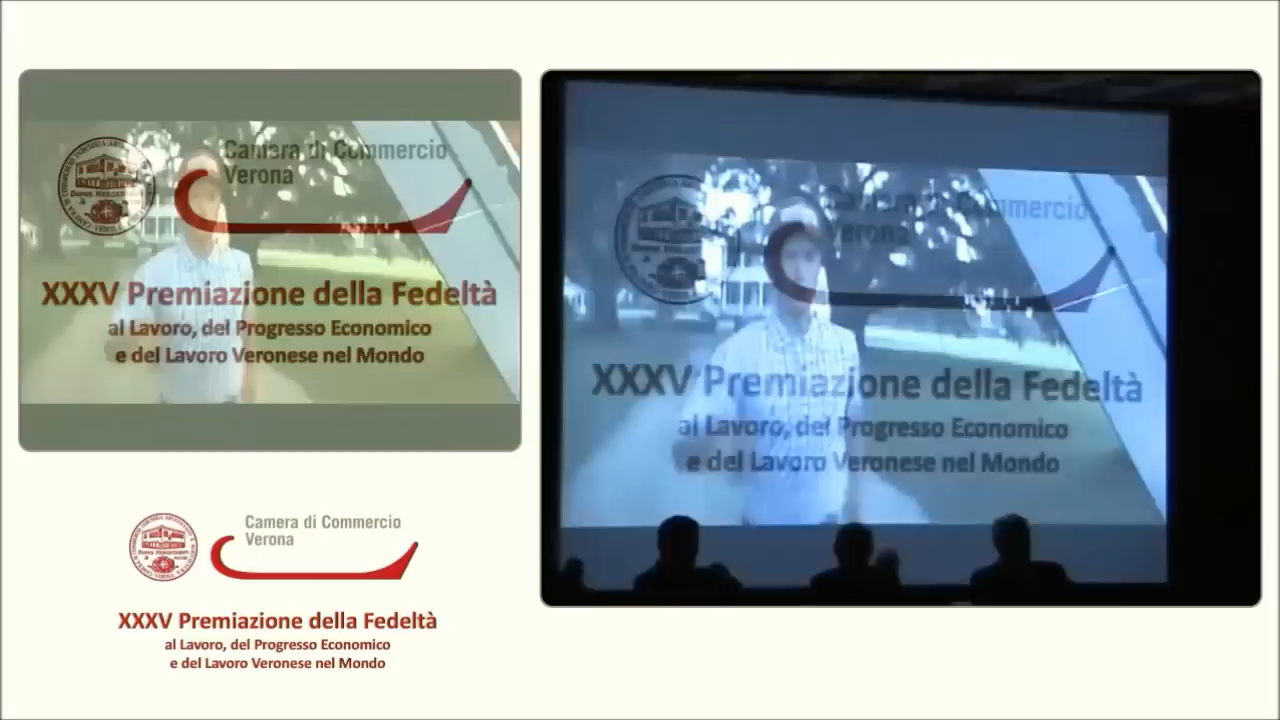 Camera di Commercio
Verona
XXXV Premiazione della Fedeltà
al Lavoro, del Progresso Economico
e del Lavoro Veronese nel Mondo
Camera di Commercio
Verona
XXXV Premiazione della Fedeltà
al Lavoro, del Progresso Economico
e del Lavoro Veronese nel Mondo
Camera di Commercio
Verona
XXXV Premiazione della Fedeltà
al Lavoro, del Progresso Economico
e del Lavoro Veronese nel Mondo